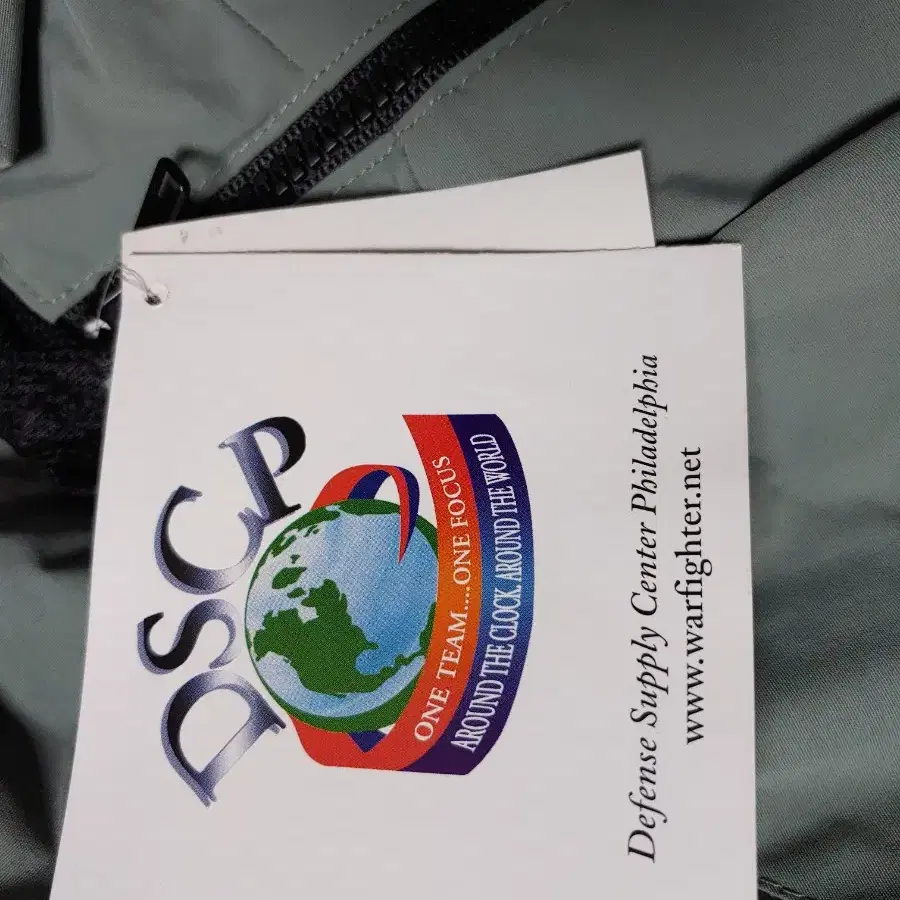 DSCP
ONE TEAM....ONE FOCUS
AROUND THE CLOCK AROUND THE WORLD
Defense Supply Center Philadelphia
www.warfighter.net